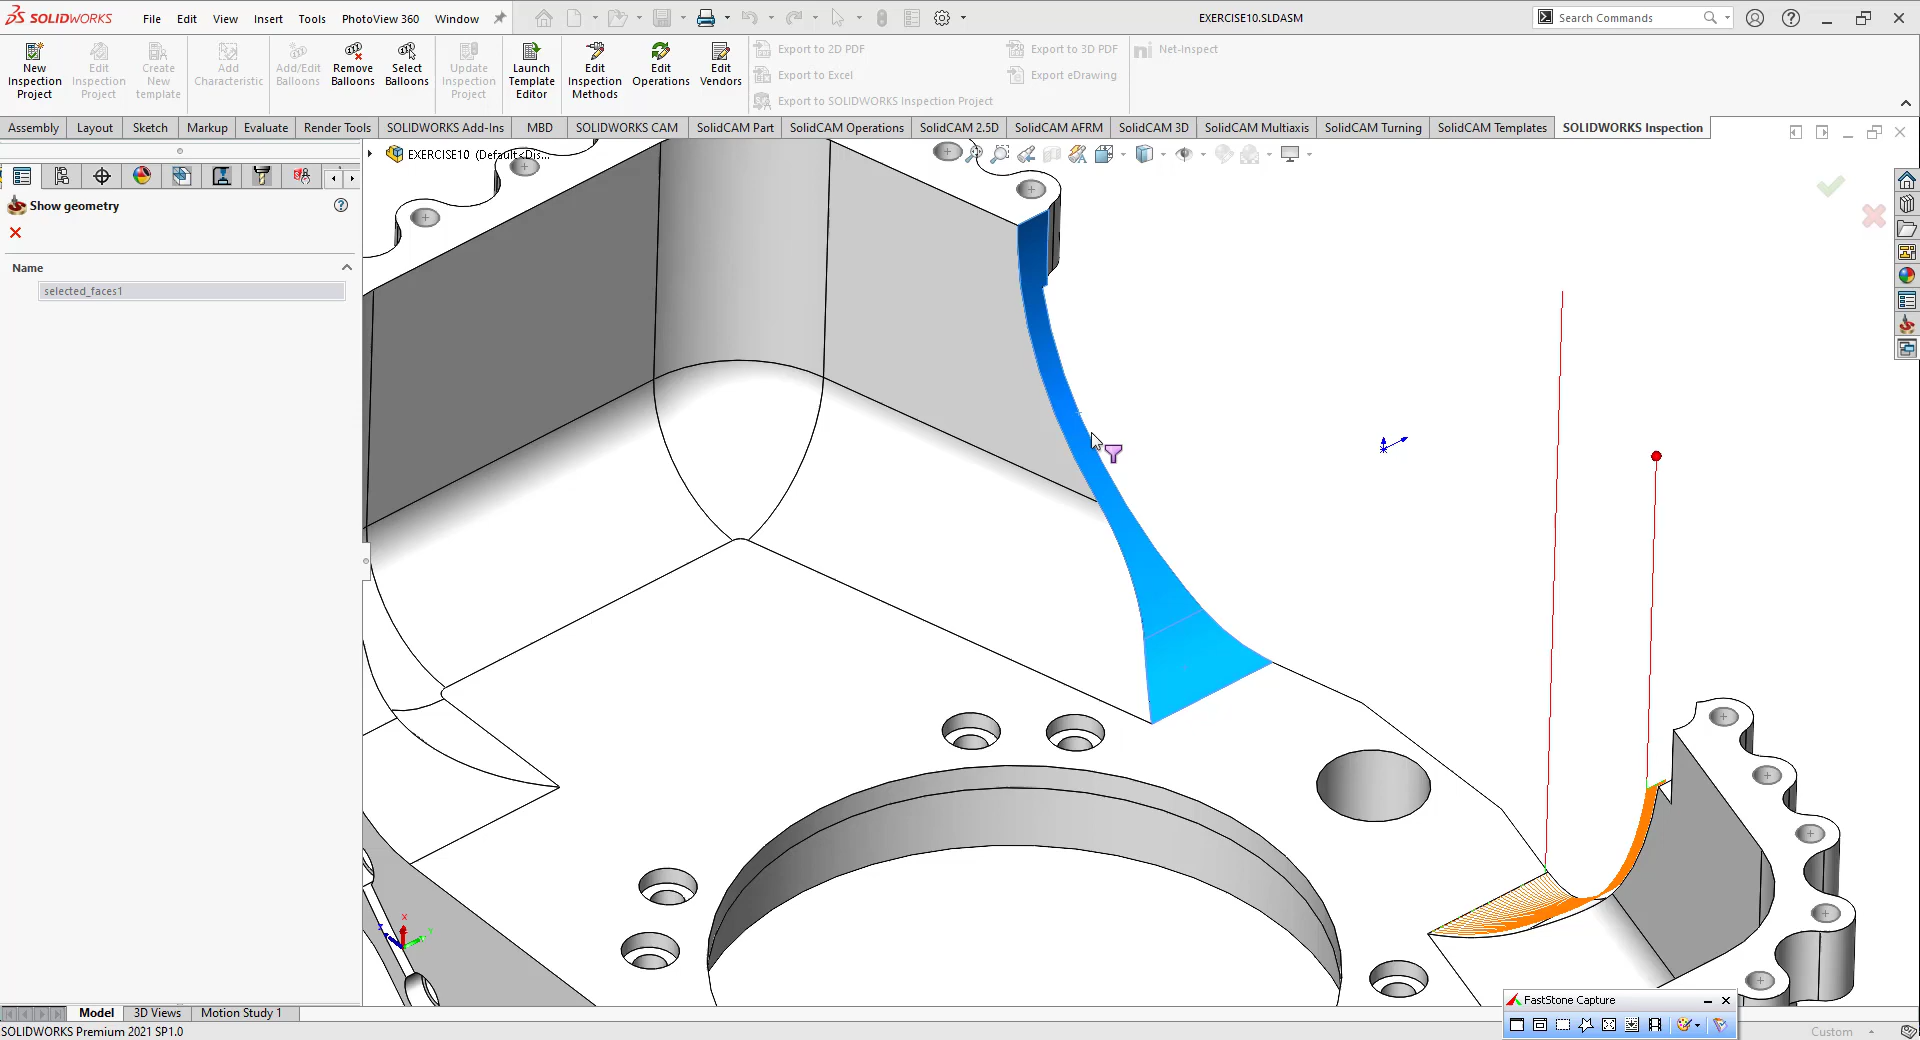 SOLIDWORKS File Edit View Insert Tools PhotoView 360 Window EXERCISE10.SLDASM Search Commands
New Inspection Project
Edit Inspection Project
Create New template
Add Characteristic
Add/Edit Balloons
Remove Balloons
Select Balloons
Update Inspection Project
Launch Template Editor
Edit Inspection Methods
Edit Operations
Edit Vendors
Export to 2D PDF
Export to Excel
Export to SOLIDWORKS Inspection Project
Export to 3D PDF
Export eDrawing
Net-Inspect
Assembly Layout Sketch Markup Evaluate Render Tools SOLIDWORKS Add-Ins MBD SOLIDWORKS CAM SolidCAM Part SolidCAM Operations SolidCAM 2.5D SolidCAM AFRM SolidCAM 3D SolidCAM Multiaxis SolidCAM Turning SolidCAM Templates SOLIDWORKS Inspection
EXERCISE10 (Default<Dis...
Show geometry
Name
selected_faces1
X
Y
Z
FastStone Capture
Model 3D Views Motion Study 1
SOLIDWORKS Premium 2021 SP1.0
Custom